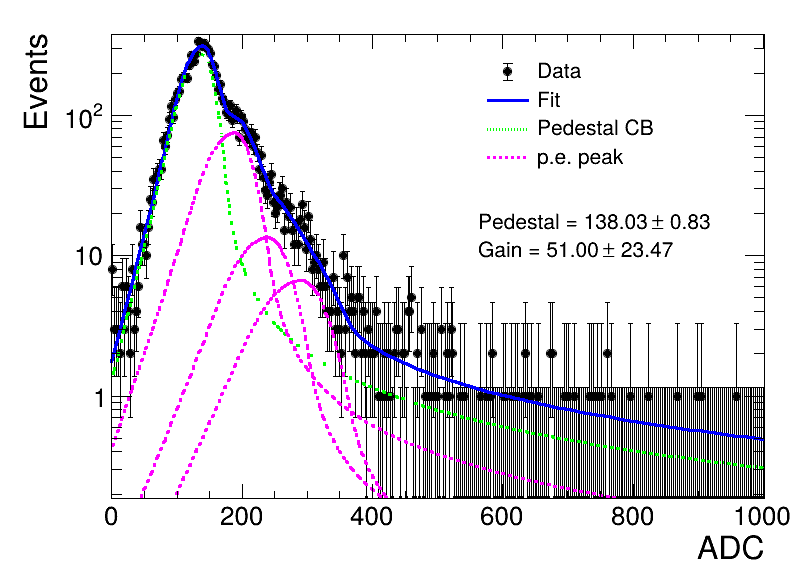 Events
10²
10
1
Data
Fit
Pedestal CB
p.e. peak
Pedestal = 138.03 ± 0.83
Gain = 51.00 ± 23.47
0 200 400 600 800 1000
ADC